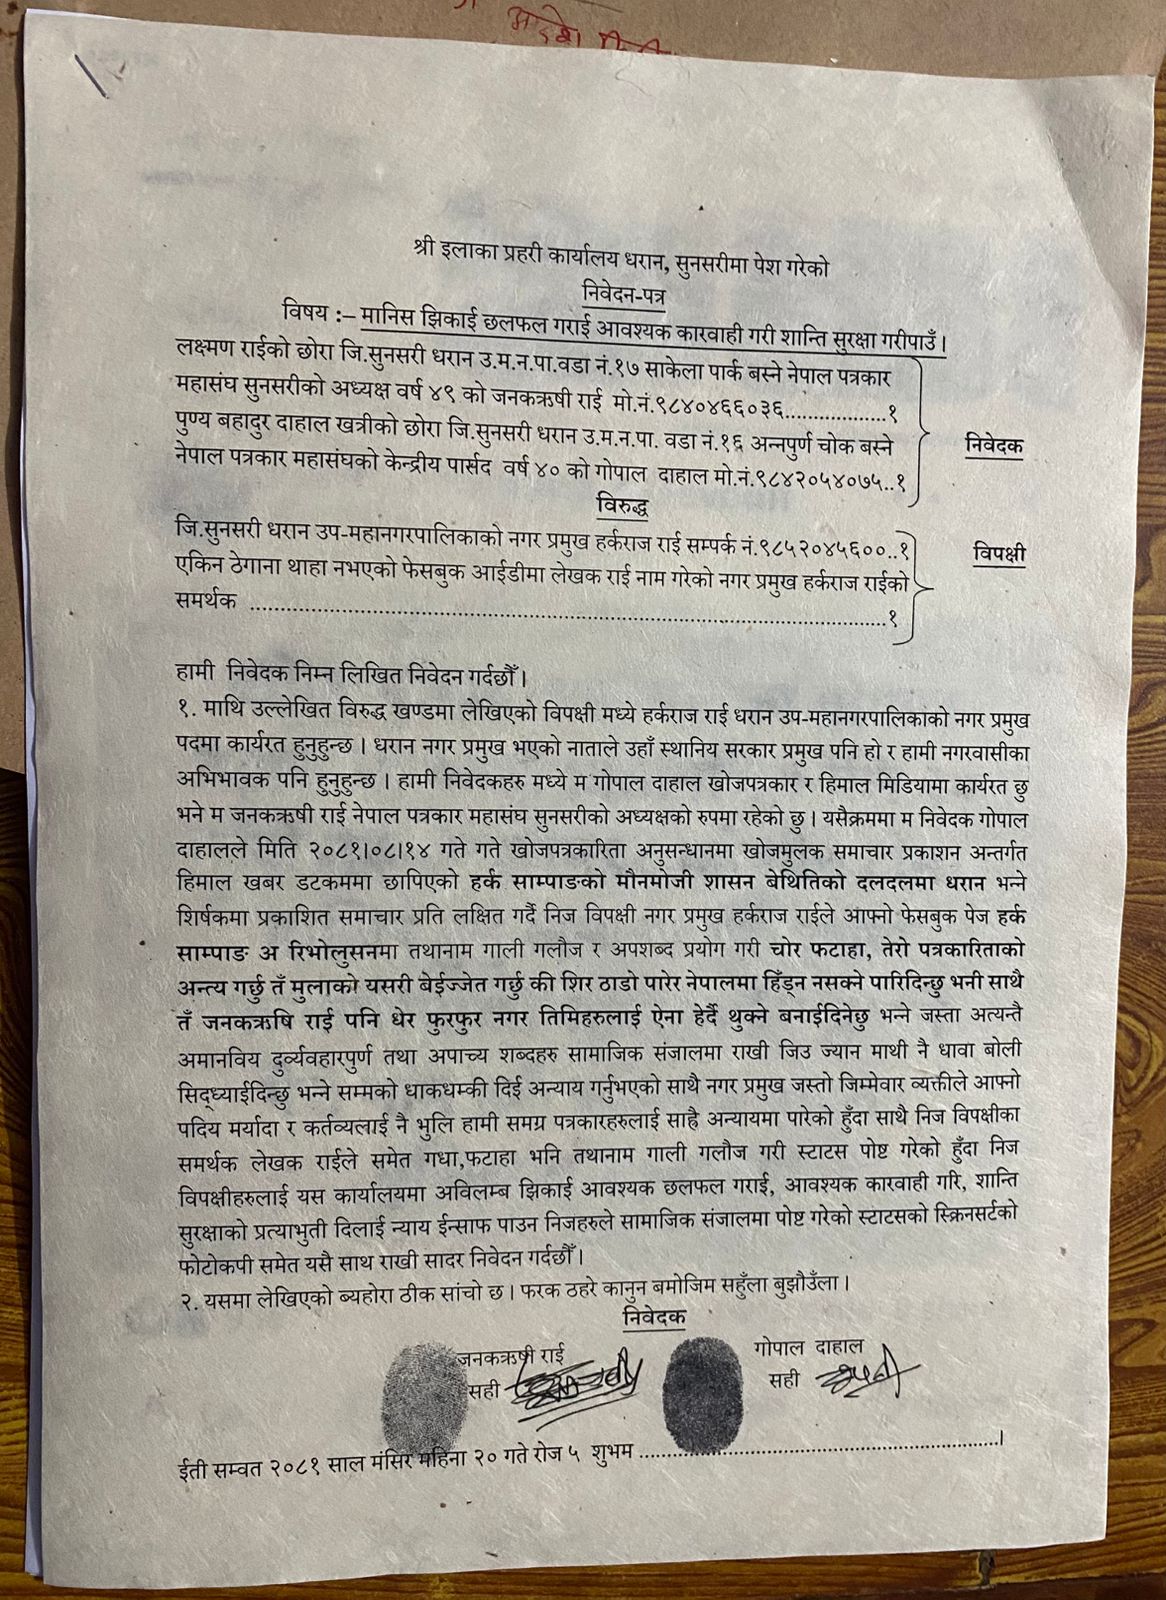 श्री इलाका प्रहरी कार्यालय धरान, सुनसरीमा पेश गरेको
निवेदन-पत्र
विषय :– मानिस झिकाई छलफल गराई आवश्यक कारवाही गरी शान्ति सुरक्षा गरीपाउँ।
लक्ष्मण राईको छोरा जि.सुनसरी धरान उ.म.न.पा.वडा नं.१७ साकेला पार्क बस्ने नेपाल पत्रकार
महासंघ सुनसरीको अध्यक्ष वर्ष ४९ को जनकऋषी राई मो.नं.९८४०४६६०३६..................१
पुण्य बहादुर दाहाल खत्रीको छोरा जि.सुनसरी धरान उ.म.न.पा. वडा नं.१६ अन्नपुर्ण चोक बस्ने
निवेदक
नेपाल पत्रकार महासंघको केन्द्रीय पार्सद वर्ष ४० को गोपाल दाहाल मो.नं.९८४२०५४०७५..१
विरुद्ध
जि.सुनसरी धरान उप-महानगरपालिकाको नगर प्रमुख हर्कराज राई सम्पर्क नं.९८५२०४५६००..१
विपक्षी
एकिन ठेगाना थाहा नभएको फेसबुक आईडीमा लेखक राई नाम गरेको नगर प्रमुख हर्कराज राईको
समर्थक ..........................................................................................................१
हामी निवेदक निम्न लिखित निवेदन गर्दछौँ।
१. माथि उल्लेखित विरुद्ध खण्डमा लेखिएको विपक्षी मध्ये हर्कराज राई धरान उप-महानगरपालिकाको नगर प्रमुख
पदमा कार्यरत हुनुहुन्छ। धरान नगर प्रमुख भएको नाताले उहाँ स्थानिय सरकार प्रमुख पनि हो र हामी नगरवासीका
अभिभावक पनि हुनुहुन्छ। हामी निवेदकहरु मध्ये म गोपाल दाहाल खोजपत्रकार र हिमाल मिडियामा कार्यरत छु
भने म जनकऋषी राई नेपाल पत्रकार महासंघ सुनसरीको अध्यक्षको रुपमा रहेको छु। यसैक्रममा म निवेदक गोपाल
दाहालले मिति २०८१।०८।१४ गते गते खोजपत्रकारिता अनुसन्धानमा खोजमुलक समाचार प्रकाशन अन्तर्गत
हिमाल खबर डटकममा छापिएको हर्क साम्पाङको मौनमोजी शासन बेथितिको दलदलमा धरान भन्ने
शिर्षकमा प्रकाशित समाचार प्रति लक्षित गर्दै निज विपक्षी नगर प्रमुख हर्कराज राईले आफ्नो फेसबुक पेज हर्क
साम्पाङ अ रिभोलुसनमा तथानाम गाली गलौज र अपशब्द प्रयोग गरी चोर फटाहा, तेरो पत्रकारिताको
अन्त्य गर्छु तँ मुलाको यसरी बेईज्जेत गर्छु की शिर ठाडो पारेर नेपालमा हिँड्न नसक्ने पारिदिन्छु भनी साथै
तँ जनकऋषि राई पनि धेर फुरफुर नगर तिमिहरुलाई ऐना हेर्दै थुक्ने बनाईदिनेछु भन्ने जस्ता अत्यन्तै
अमानविय दुर्व्यवहारपुर्ण तथा अपाच्य शब्दहरु सामाजिक संजालमा राखी जिउ ज्यान माथी नै धावा बोली
सिद्ध्याईदिन्छु भन्ने सम्मको धाकधम्की दिई अन्याय गर्नुभएको साथै नगर प्रमुख जस्तो जिम्मेवार व्यक्तीले आफ्नो
पदिय मर्यादा र कर्तव्यलाई नै भुलि हामी समग्र पत्रकारहरुलाई साह्रै अन्यायमा पारेको हुँदा साथै निज विपक्षीका
समर्थक लेखक राईले समेत गधा,फटाहा भनि तथानाम गाली गलौज गरी स्टाटस पोष्ट गरेको हुँदा निज
विपक्षीहरुलाई यस कार्यालयमा अविलम्ब झिकाई आवश्यक छलफल गराई, आवश्यक कारवाही गरि, शान्ति
सुरक्षाको प्रत्याभुती दिलाई न्याय ईन्साफ पाउन निजहरुले सामाजिक संजालमा पोष्ट गरेको स्टाटसको स्क्रिनसर्टको
फोटोकपी समेत यसै साथ राखी सादर निवेदन गर्दछौँ।
२. यसमा लेखिएको ब्यहोरा ठीक सांचो छ। फरक ठहरे कानुन बमोजिम सहुँला बुझौउँला।
निवेदक
जनकऋषी राई गोपाल दाहाल
सही सही
ईती सम्वत २०८१ साल मंसिर महिना २० गते रोज ५ शुभम ............................................................।